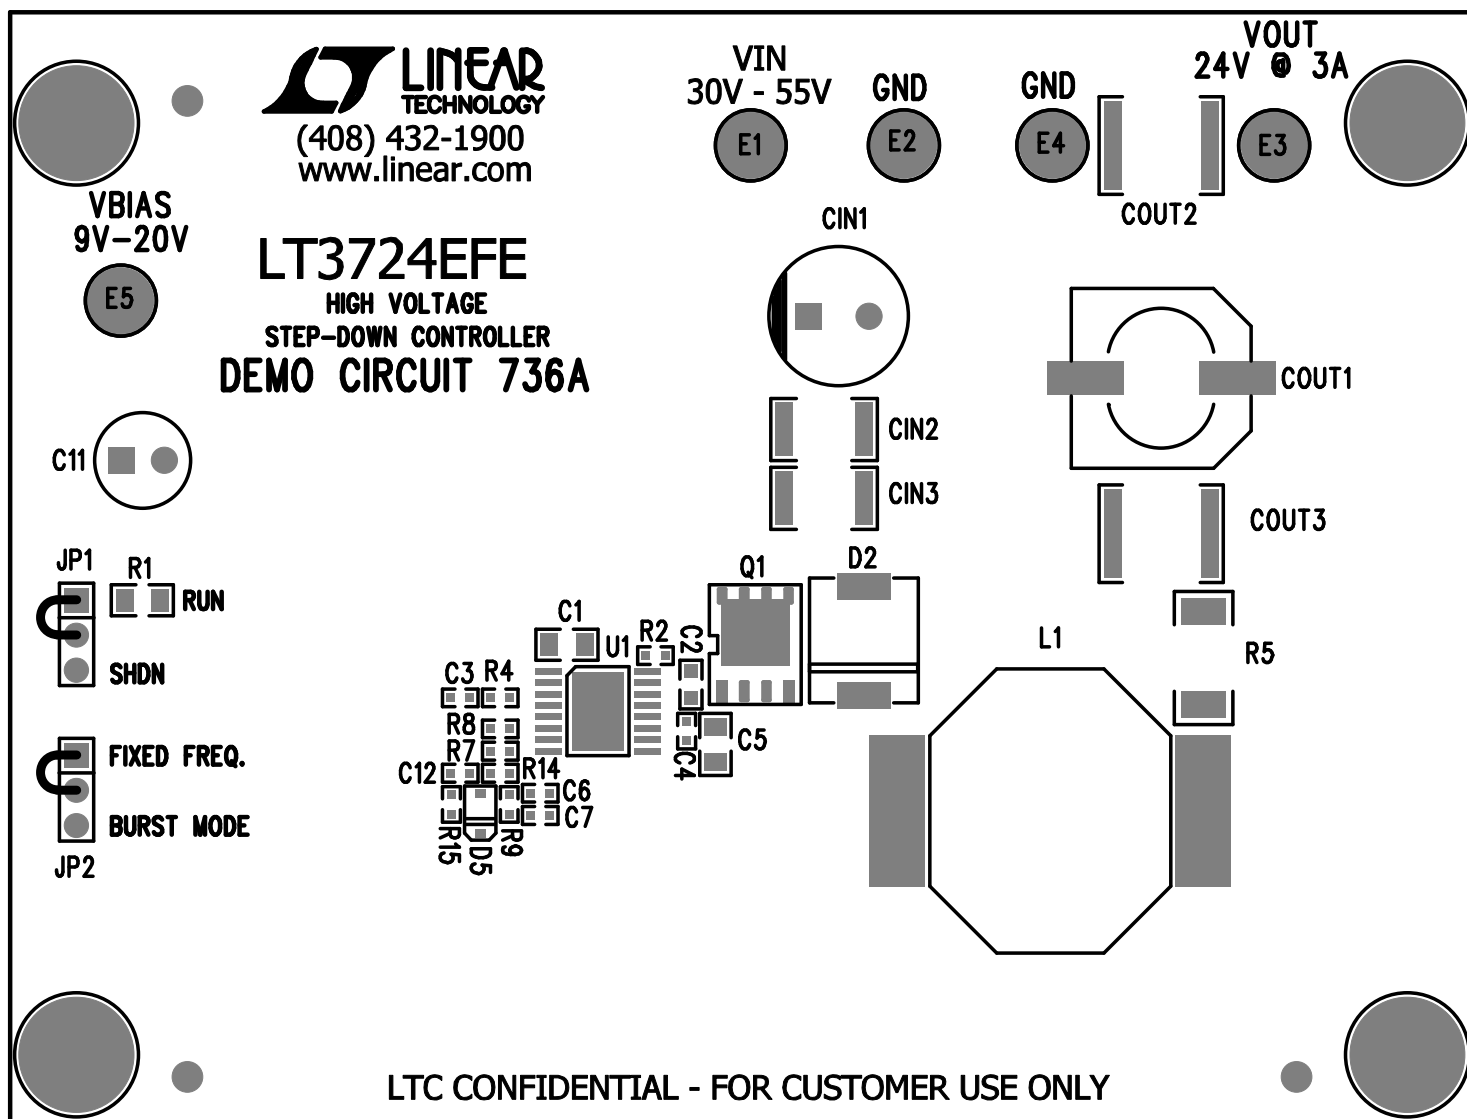 LINEAR
TECHNOLOGY
(408) 432-1900
www.linear.com
VIN
30V - 55V
GND
GND
VOUT
24V @ 3A
E1
E2
E4
E3
COUT2
VBIAS
9V-20V
E5
LT3724EFE
HIGH VOLTAGE
STEP-DOWN CONTROLLER
DEMO CIRCUIT 736A
CIN1
COUT1
C11
CIN2
CIN3
COUT3
JP1
R1
RUN
SHDN
C1
U1
R2
C2
Q1
D2
L1
R5
C3
R4
R8
R7
C12
R14
C6
C7
R15
D5
R9
C4
C5
FIXED FREQ.
BURST MODE
JP2
LTC CONFIDENTIAL - FOR CUSTOMER USE ONLY